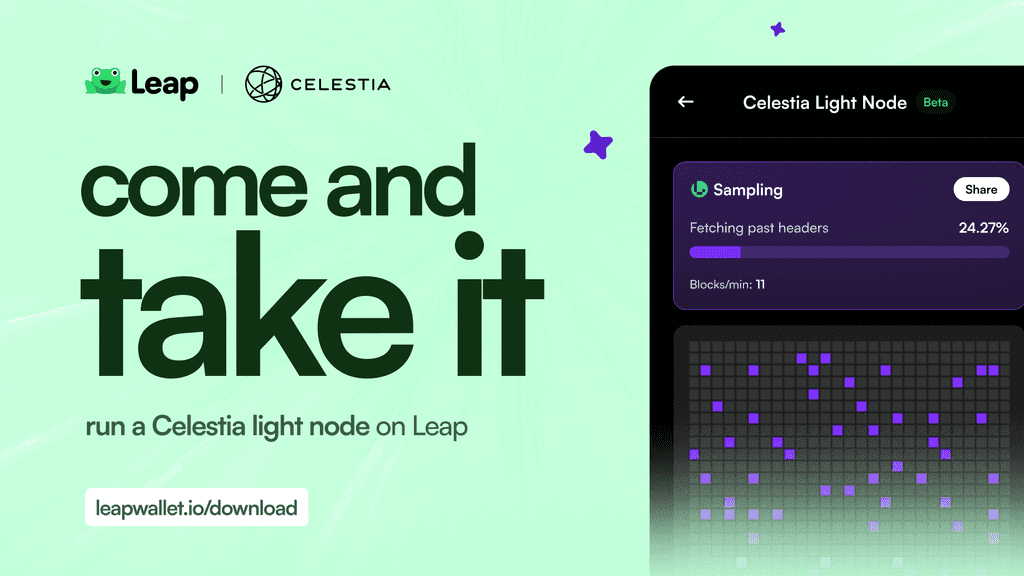 Leap | CELESTIA
come and
take it
run a Celestia light node on Leap
leapwallet.io/download
Celestia Light Node Beta
Sampling Share
Fetching past headers 24.27%
Blocks/min: 11